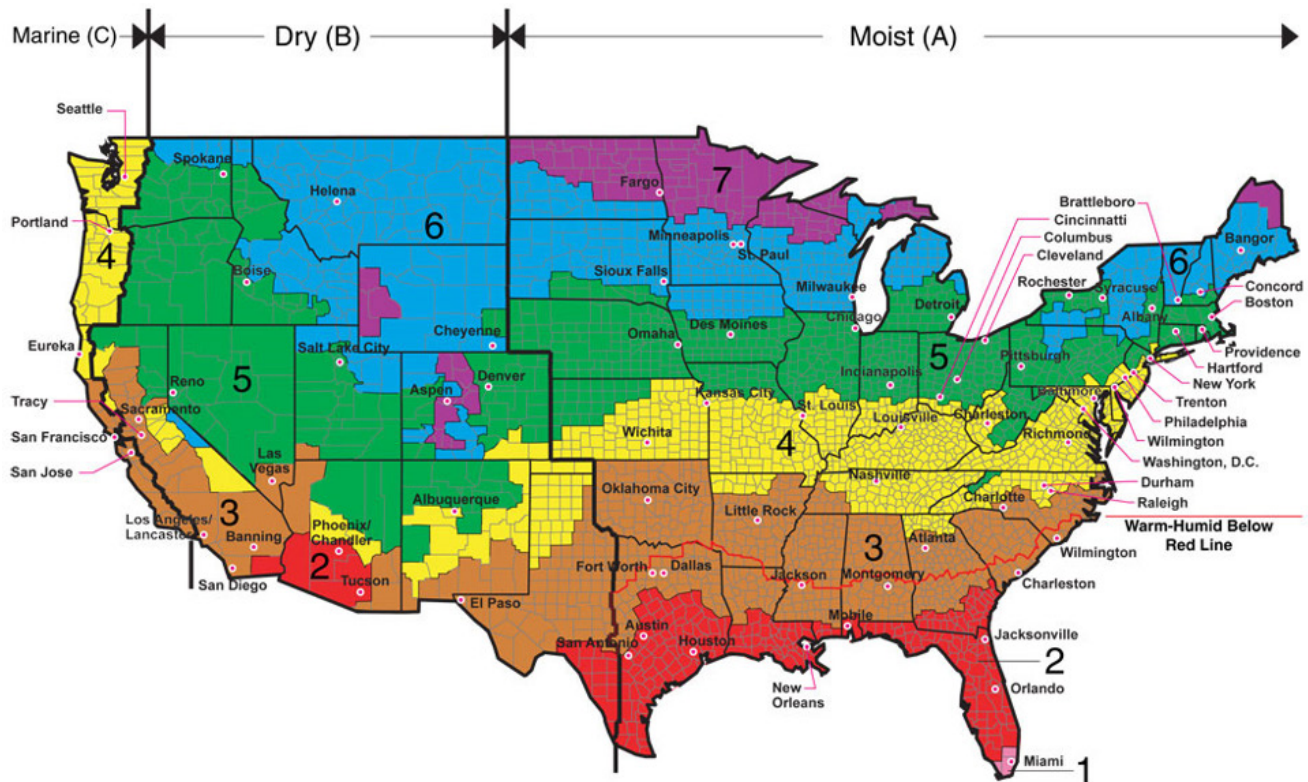 Marine (C)
Dry (B)
Moist (A)
Seattle
Spokane
Helena
6
Fargo
7
Brattleboro
Cincinnatti
Columbus
Cleveland
Portland
4
Boise
Minneapolis
St. Paul
Sioux Falls
Milwaukee
Rochester
Syracuse
6
Bangor
Concord
Boston
Detroit
Albany
Eureka
Salt Lake City
Cheyenne
Omaha
Des Moines
Chicago
5
Pittsburgh
Providence
Hartford
New York
Reno
5
Aspen
Denver
Indianapolis
Tracy
Sacramento
Kansas City
St. Louis
Louisville
Charleston
Baltimore
Trenton
Philadelphia
San Francisco
Wichita
4
Richmond
Wilmington
San Jose
Las
Vegas
Washington, D.C.
Nashville
Durham
Albuquerque
Oklahoma City
Charlotte
Raleigh
3
Los Angeles/
Lancaster
Banning
Phoenix/
Chandler
Little Rock
3
Atlanta
Warm-Humid Below
Red Line
Wilmington
San Diego
2
Tucson
El Paso
Fort Worth
Dallas
Jackson
Montgomery
Charleston
Austin
San Antonio
Houston
Mobile
Jacksonville
2
New
Orleans
Orlando
Miami
1